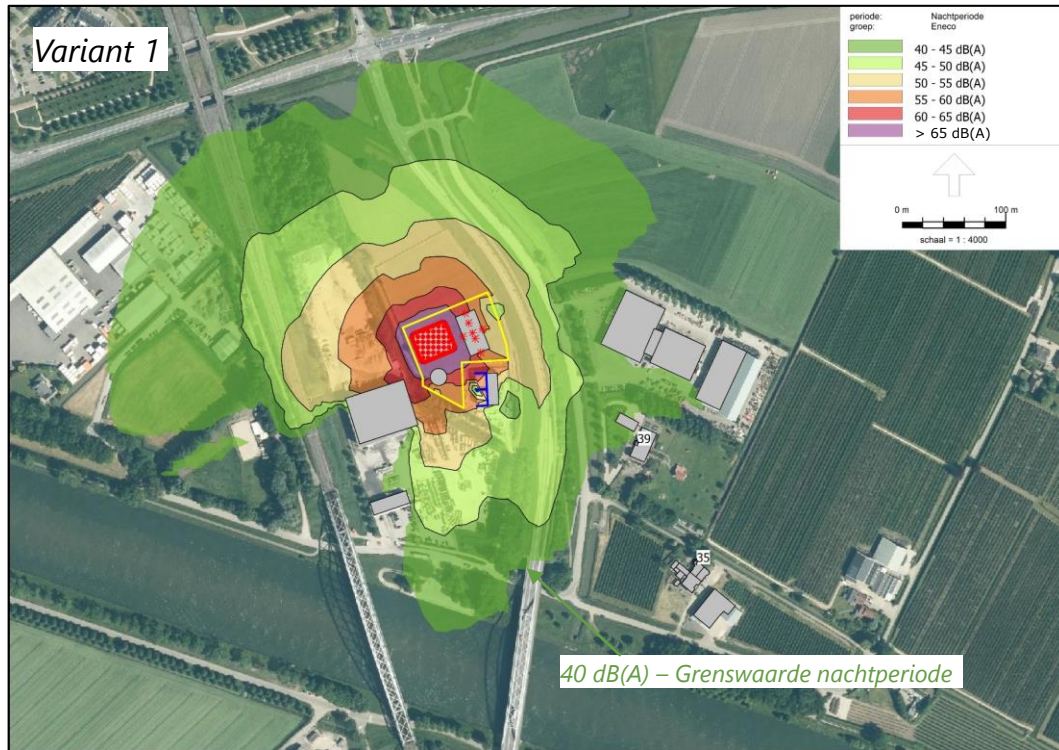 Variant 1
periode: Nachtperiode
groep: Eneco
40 - 45 dB(A)
45 - 50 dB(A)
50 - 55 dB(A)
55 - 60 dB(A)
60 - 65 dB(A)
> 65 dB(A)
0 m 100 m
schaal = 1 : 4000
39
35
40 dB(A) – Grenswaarde nachtperiode